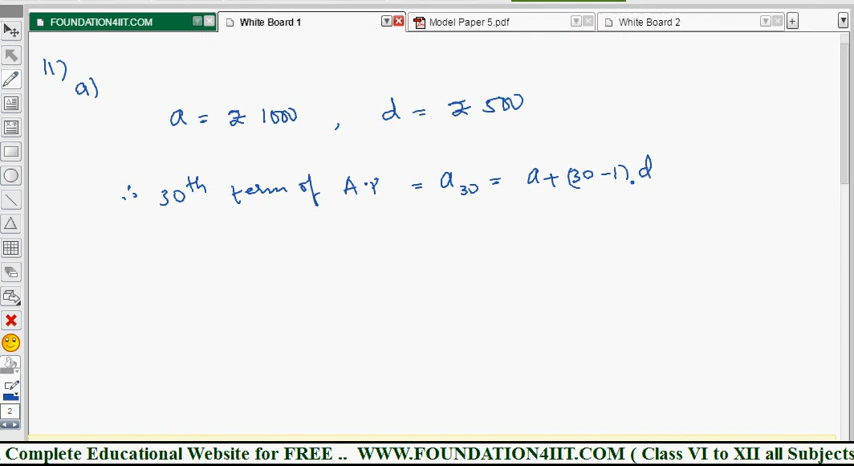 FOUNDATION4IIT.COM White Board 1 Model Paper 5.pdf White Board 2
11)
a)
a = ₹ 1000 , d = ₹ 500
∴ 30th term of A.P = a30 = a + (30 - 1). d
2
Complete Educational Website for FREE .. WWW.FOUNDATION4IIT.COM ( Class VI to XII all Subjects